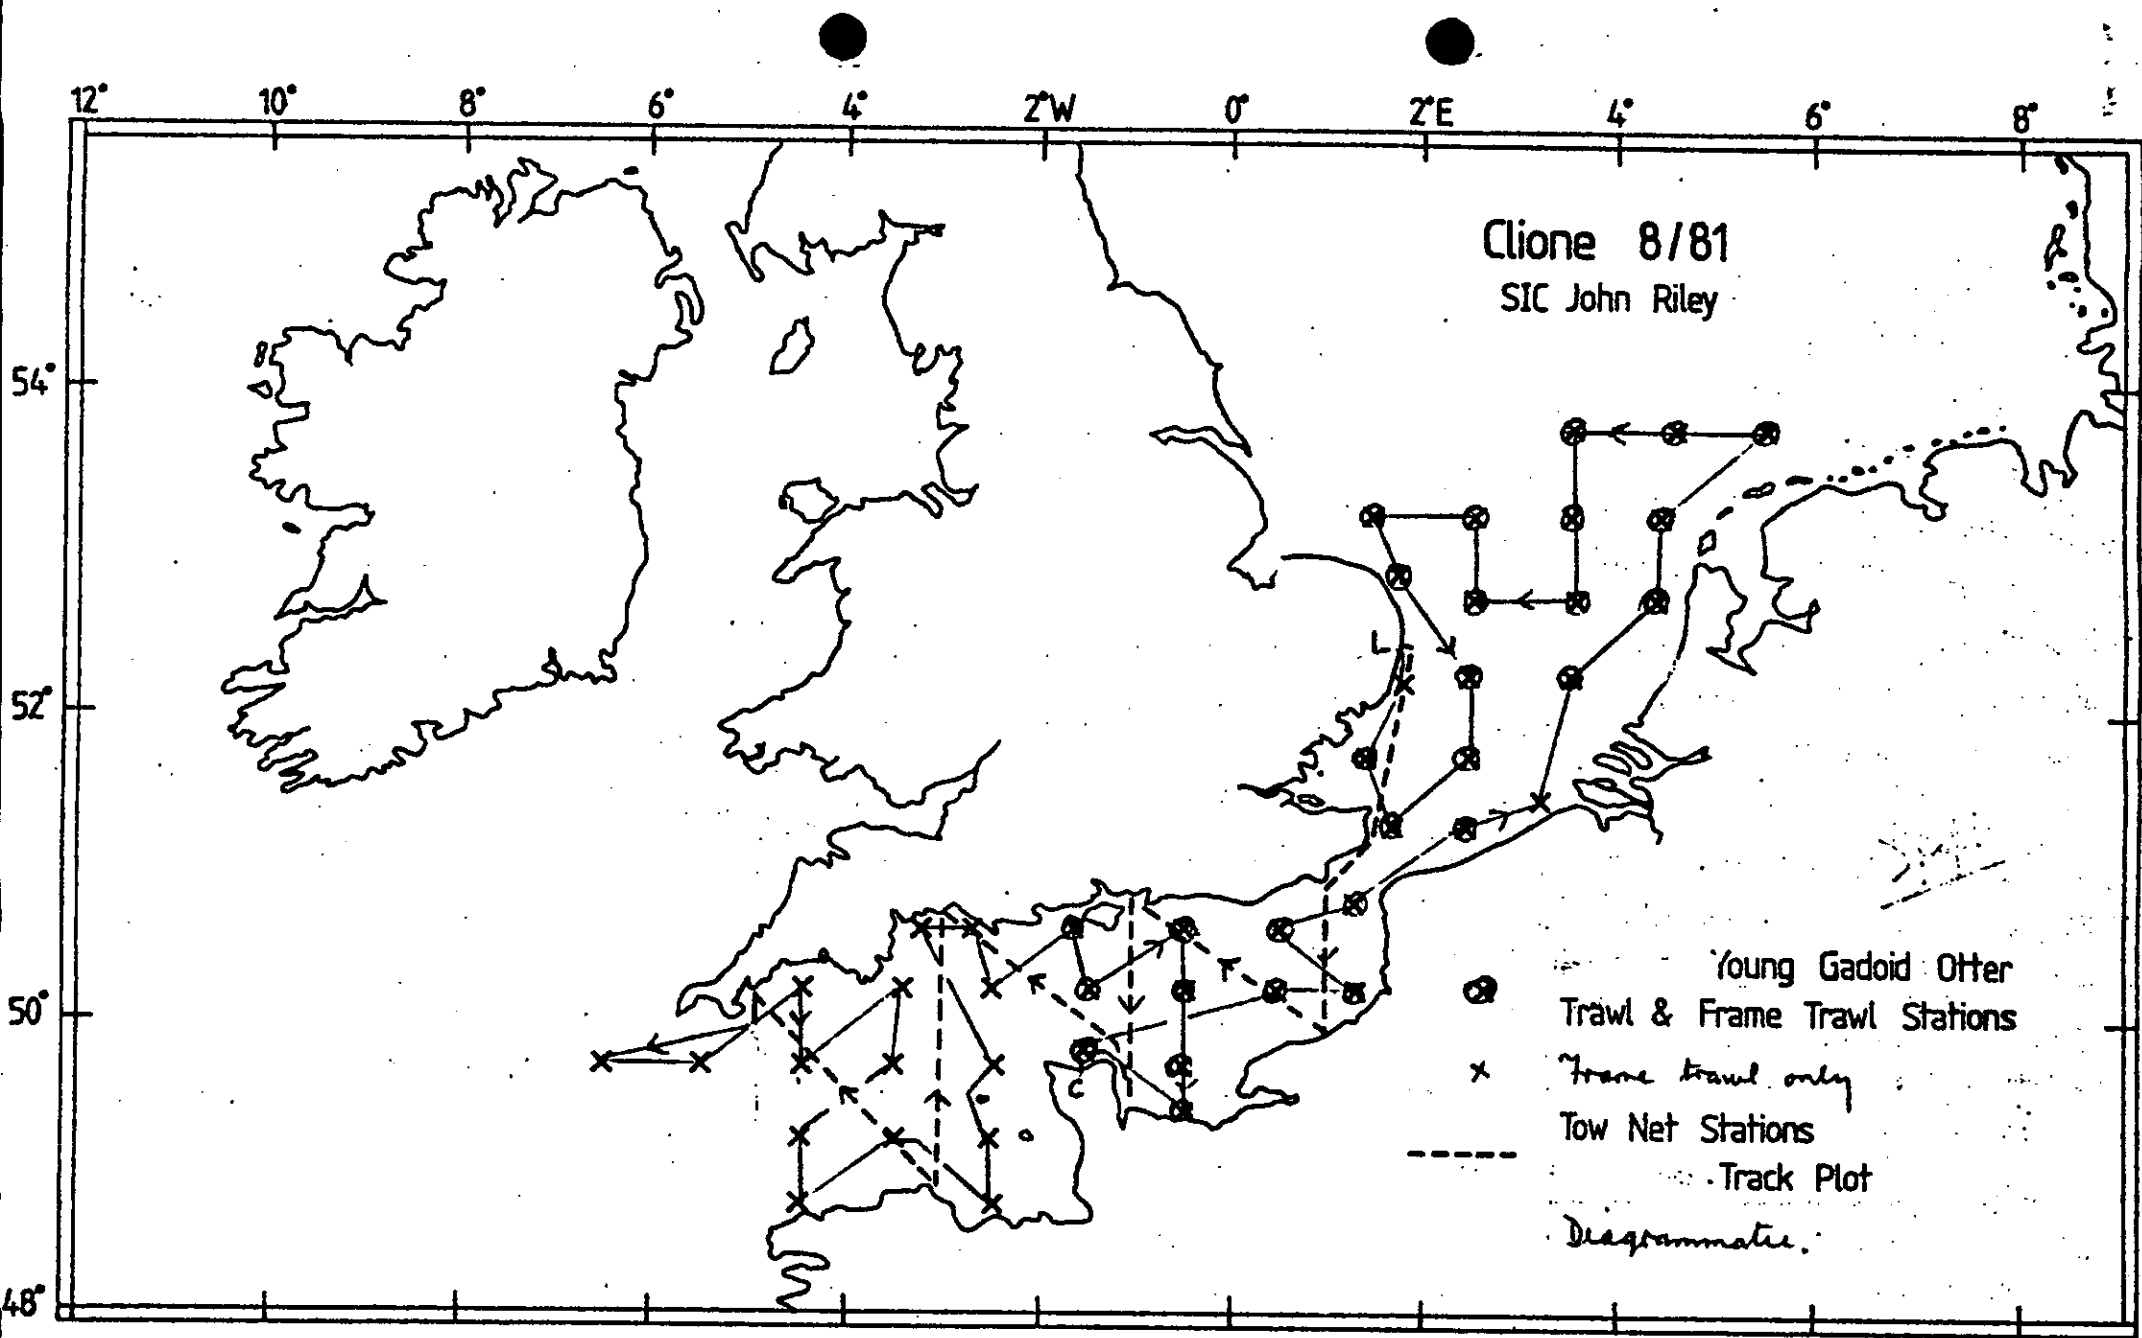 12° 10° 8° 6° 4° 2°W 0° 2°E 4° 6° 8°
Clione 8/81
SIC John Riley
54°
L
52°
50°
C
Young Gadoid Otter
Trawl & Frame Trawl Stations
x Frame trawl only
Tow Net Stations
Track Plot
Diagrammatic.
48°